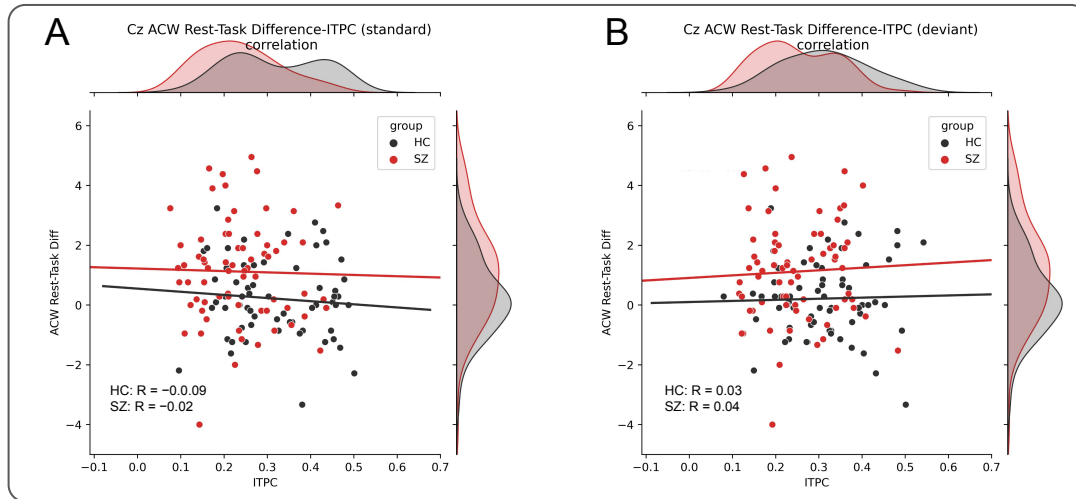 A
Cz ACW Rest-Task Difference-ITPC (standard)
correlation
6
4
2
0
−2
−4
ACW Rest-Task Diff
group
HC
SZ
HC: R = −0.0.09
SZ: R = −0.02
−0.1 0.0 0.1 0.2 0.3 0.4 0.5 0.6 0.7
ITPC
B
Cz ACW Rest-Task Difference-ITPC (deviant)
correlation
6
4
2
0
−2
−4
ACW Rest-Task Diff
group
HC
SZ
HC: R = 0.03
SZ: R = 0.04
−0.1 0.0 0.1 0.2 0.3 0.4 0.5 0.6 0.7
ITPC